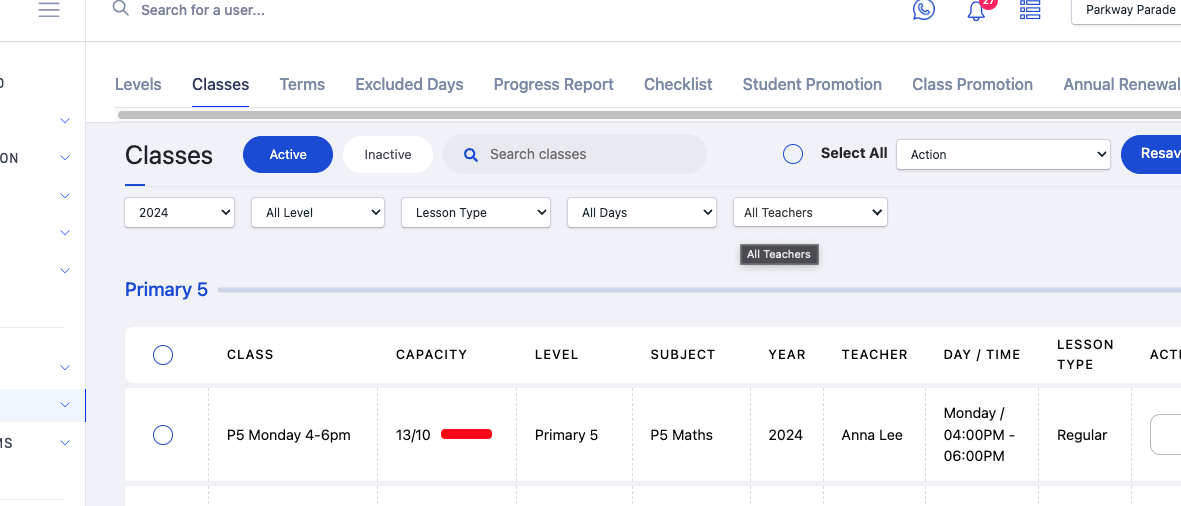 Search for a user...
27
Parkway Parade
Levels Classes Terms Excluded Days Progress Report Checklist Student Promotion Class Promotion Annual Renewal
ON
Classes Active Inactive Search classes Select All Action Resav
2024 All Level Lesson Type All Days All Teachers
All Teachers
Primary 5
CLASS CAPACITY LEVEL SUBJECT YEAR TEACHER DAY / TIME LESSON TYPE ACTI
P5 Monday 4-6pm 13/10 Primary 5 P5 Maths 2024 Anna Lee Monday / 04:00PM - 06:00PM Regular
MS